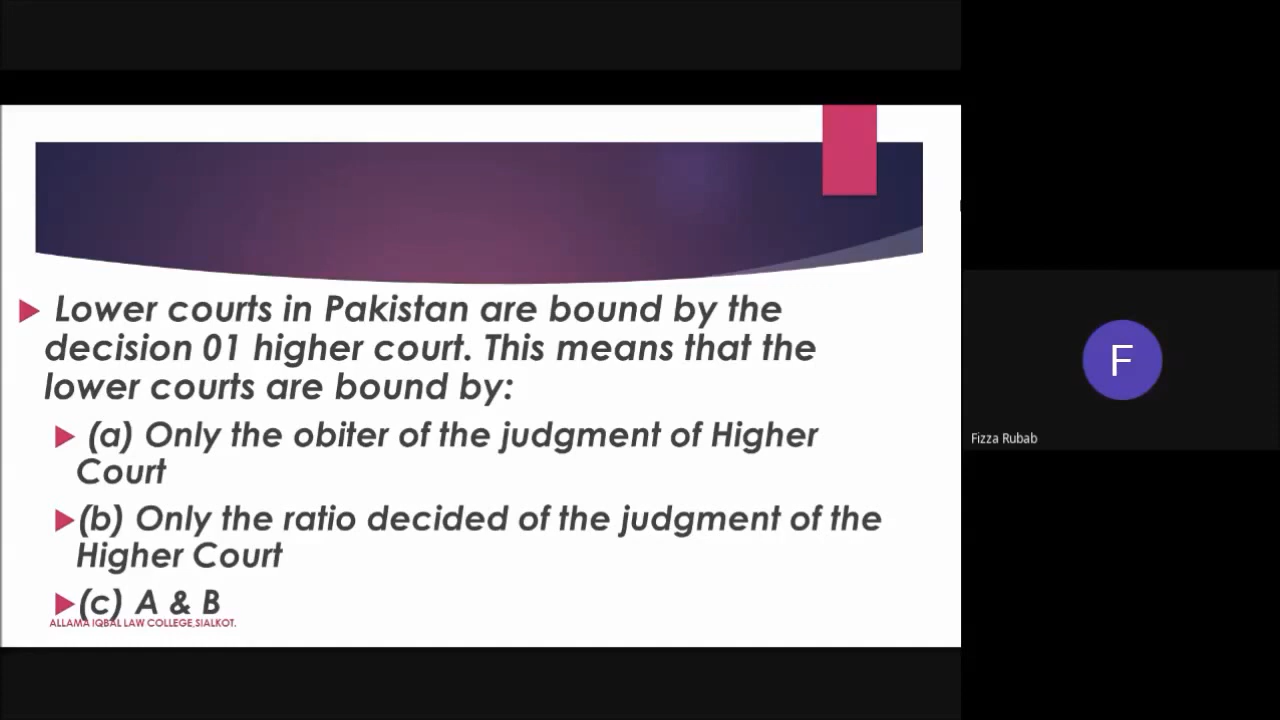 Lower courts in Pakistan are bound by the
decision 01 higher court. This means that the
lower courts are bound by:
(a) Only the obiter of the judgment of Higher
Court
(b) Only the ratio decided of the judgment of the
Higher Court
(c) A & B
ALLAMA IQBAL LAW COLLEGE,SIALKOT.
F
Fizza Rubab